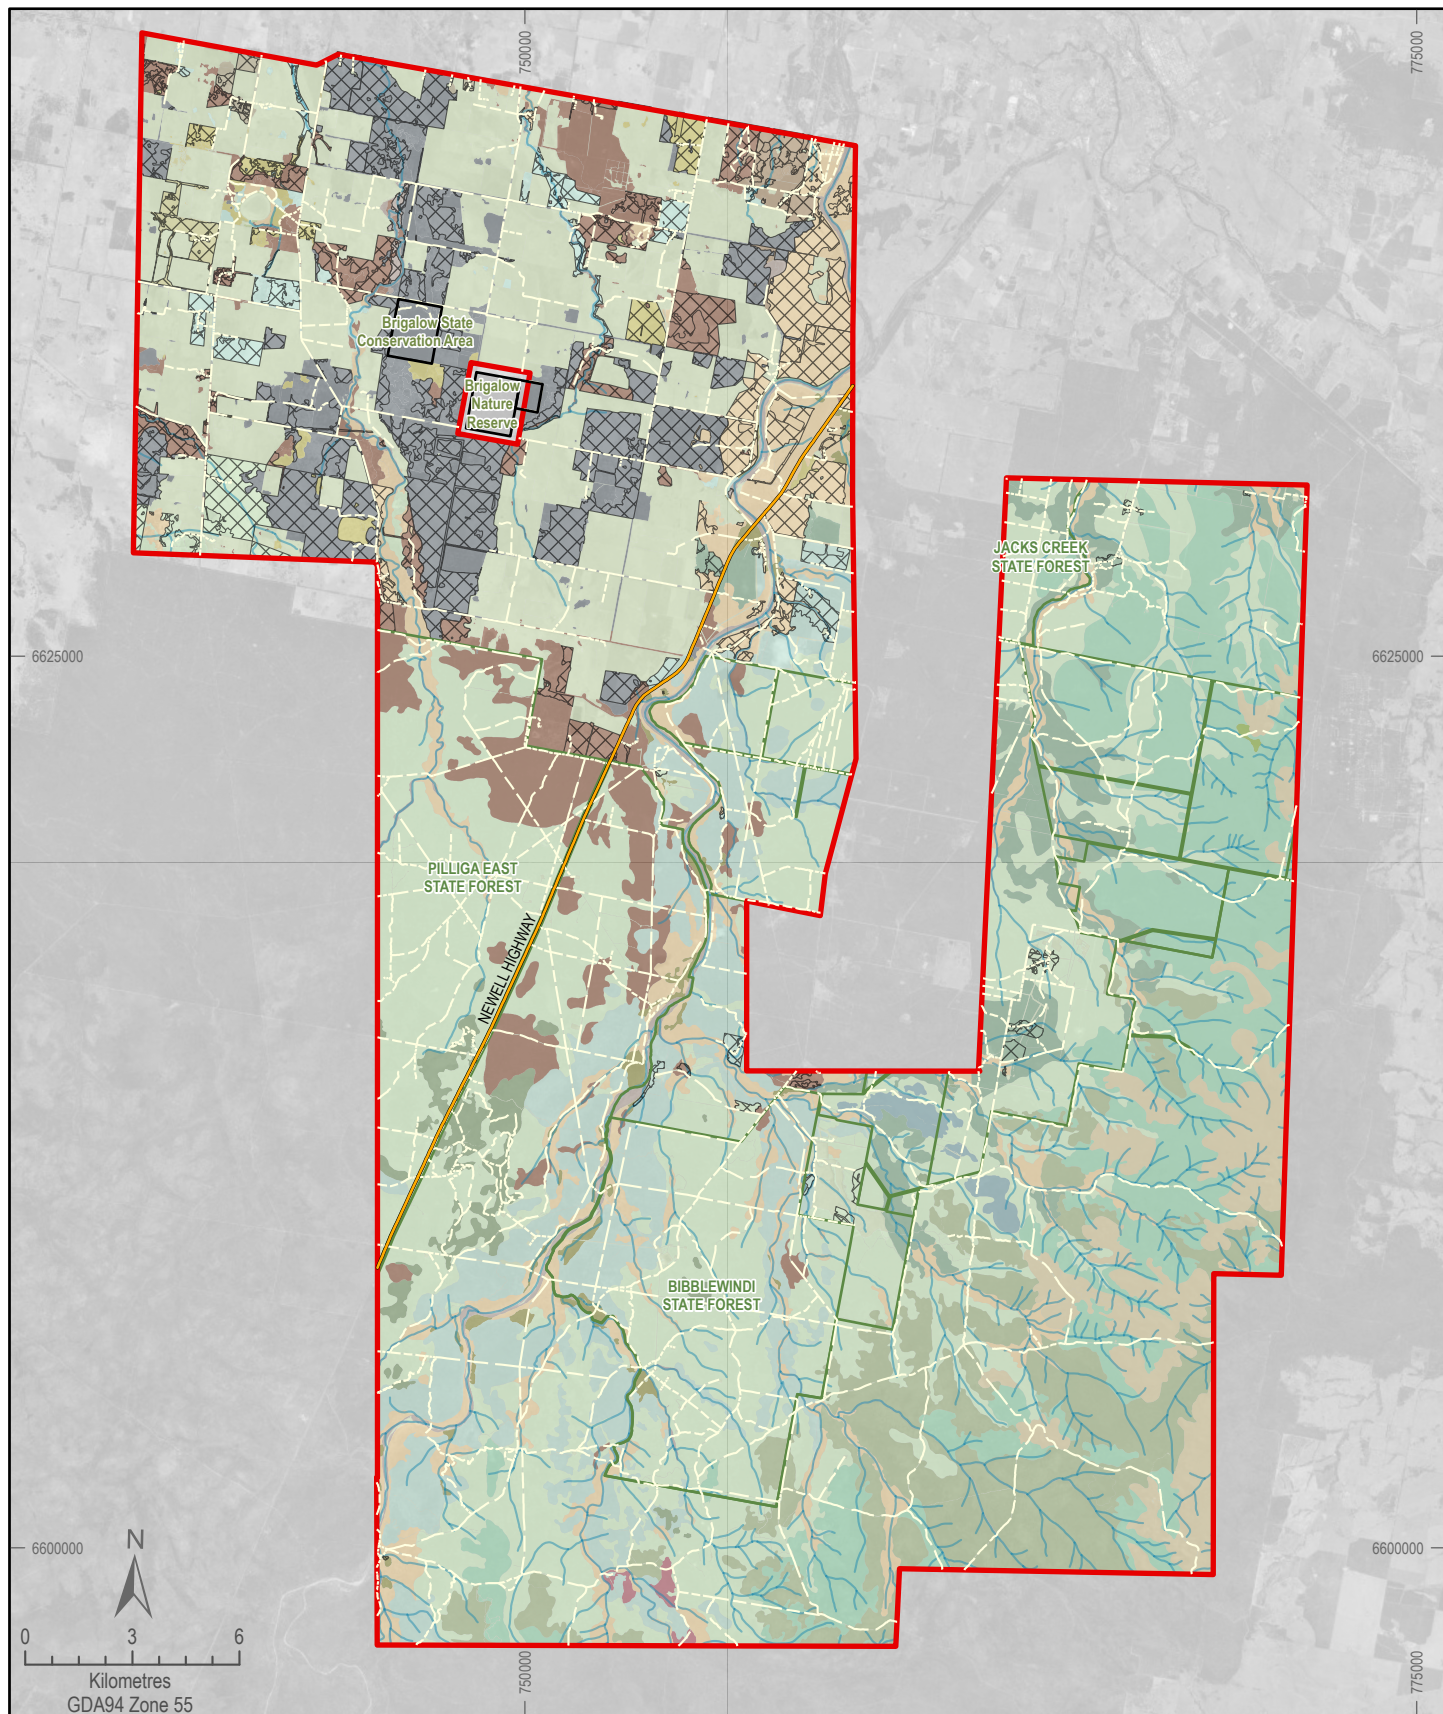 750000
775000
Brigalow State
Conservation Area
Brigalow
Nature
Reserve
JACKS CREEK
STATE FOREST
6625000
6625000
PILLIGA EAST
STATE FOREST
NEWELL HIGHWAY
BIBBLEWINDI
STATE FOREST
N
6600000
6600000
0 3 6
Kilometres
GDA94 Zone 55
750000
775000